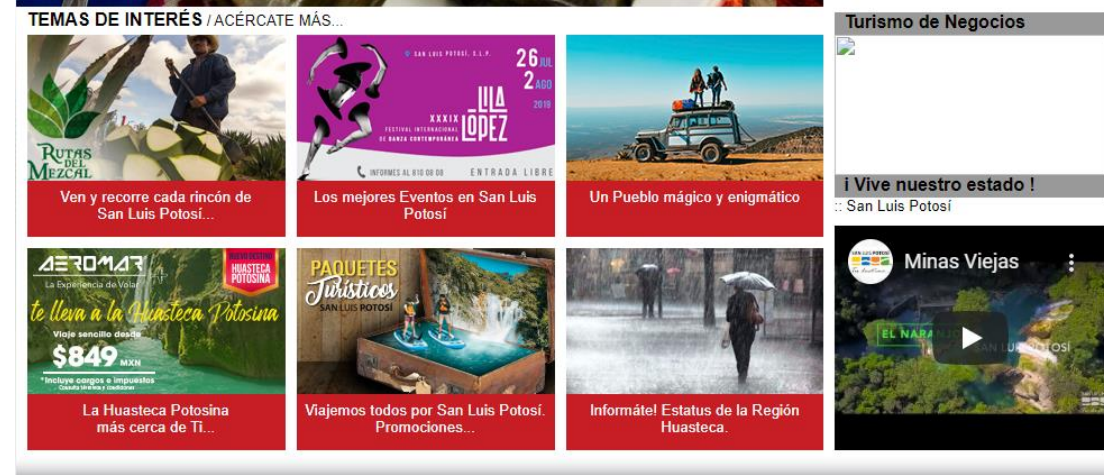 TEMAS DE INTERÉS / ACÉRCATE MÁS...
RUTAS
DEL
MEZCAL
Ven y recorre cada rincón de
San Luis Potosí...
SAN LUIS POTOSÍ, S.L.P.
26 JUL
2 AGO
2019
LILA
LÓPEZ
XXXIX
FESTIVAL INTERNACIONAL
DE DANZA CONTEMPORÁNEA
INFORMES AL 810 08 08
ENTRADA LIBRE
Los mejores Eventos en San Luis
Potosí
Un Pueblo mágico y enigmático
AEROMAR
La Experiencia de Volar
NUEVO DESTINO
HUASTECA
POTOSINA
te lleva a la Huasteca Potosina
Viaje sencillo desde
$849 MXN
*Incluye cargos e impuestos
La Huasteca Potosina
más cerca de Ti...
PAQUETES
Turísticos
SAN LUIS POTOSÍ
Viajemos todos por San Luis Potosí.
Promociones...
Informáte! Estatus de la Región
Huasteca.
Turismo de Negocios
¡ Vive nuestro estado !
:: San Luis Potosí
SAN LUIS POTOSÍ
Minas Viejas
EL NARANJO
SAN LUIS POTOSÍ